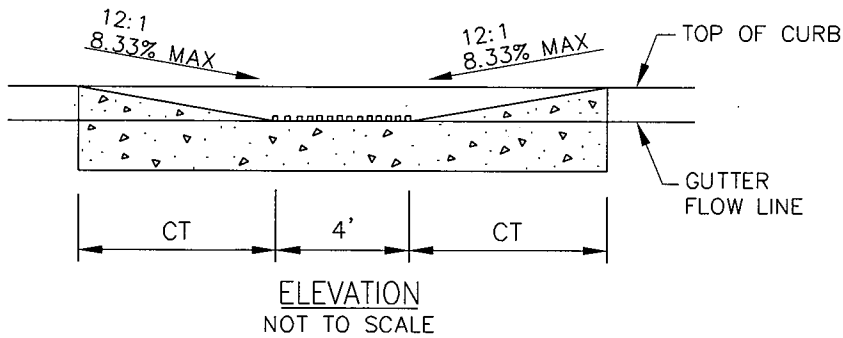 12:1
8.33% MAX
12:1
8.33% MAX
TOP OF CURB
GUTTER
FLOW LINE
CT
4'
CT
ELEVATION
NOT TO SCALE